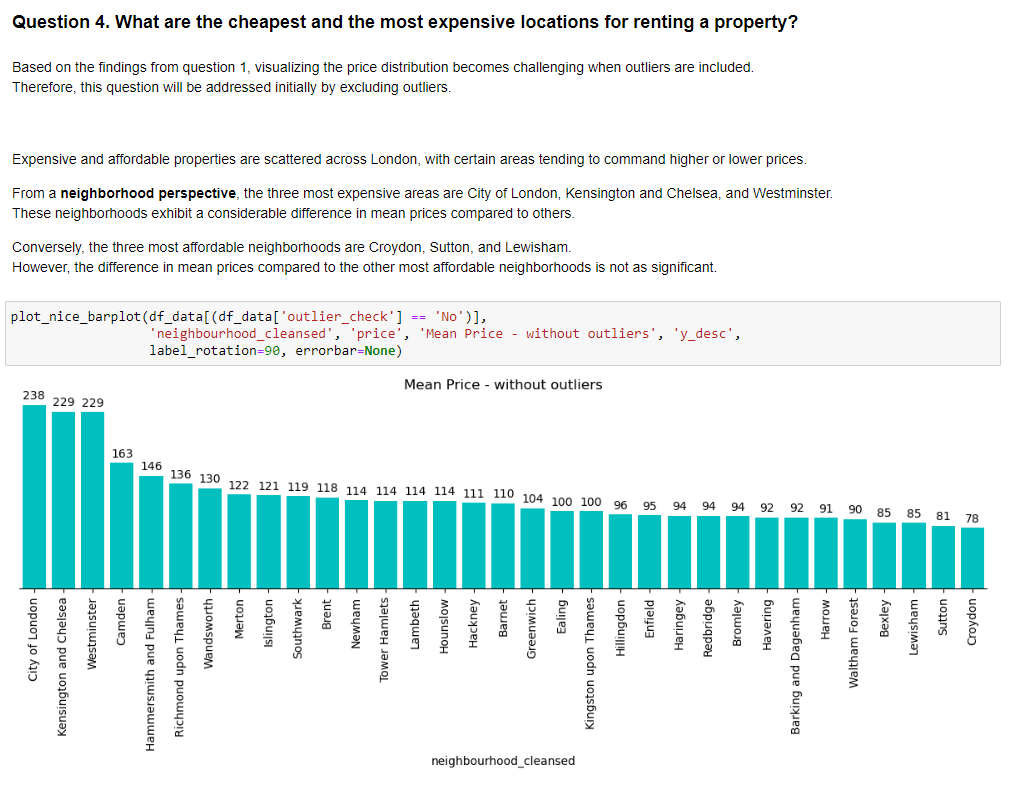 Question 4. What are the cheapest and the most expensive locations for renting a property?
Based on the findings from question 1, visualizing the price distribution becomes challenging when outliers are included.
Therefore, this question will be addressed initially by excluding outliers.
Expensive and affordable properties are scattered across London, with certain areas tending to command higher or lower prices.
From a neighborhood perspective, the three most expensive areas are City of London, Kensington and Chelsea, and Westminster.
These neighborhoods exhibit a considerable difference in mean prices compared to others.
Conversely, the three most affordable neighborhoods are Croydon, Sutton, and Lewisham.
However, the difference in mean prices compared to the other most affordable neighborhoods is not as significant.
plot_nice_barplot(df_data[(df_data['outlier_check'] == 'No')],
'neighbourhood_cleansed', 'price', 'Mean Price - without outliers', 'y_desc',
label_rotation=90, errorbar=None)
Mean Price - without outliers
238 229 229 163 146 136 130 122 121 119 118 114 114 114 114 111 110 104 100 100 96 95 94 94 94 92 92 91 90 85 85 81 78
City of London
Kensington and Chelsea
Westminster
Camden
Hammersmith and Fulham
Richmond upon Thames
Wandsworth
Merton
Islington
Southwark
Brent
Newham
Tower Hamlets
Lambeth
Hounslow
Hackney
Barnet
Greenwich
Ealing
Kingston upon Thames
Hillingdon
Enfield
Haringey
Redbridge
Bromley
Havering
Barking and Dagenham
Harrow
Waltham Forest
Bexley
Lewisham
Sutton
Croydon
neighbourhood_cleansed